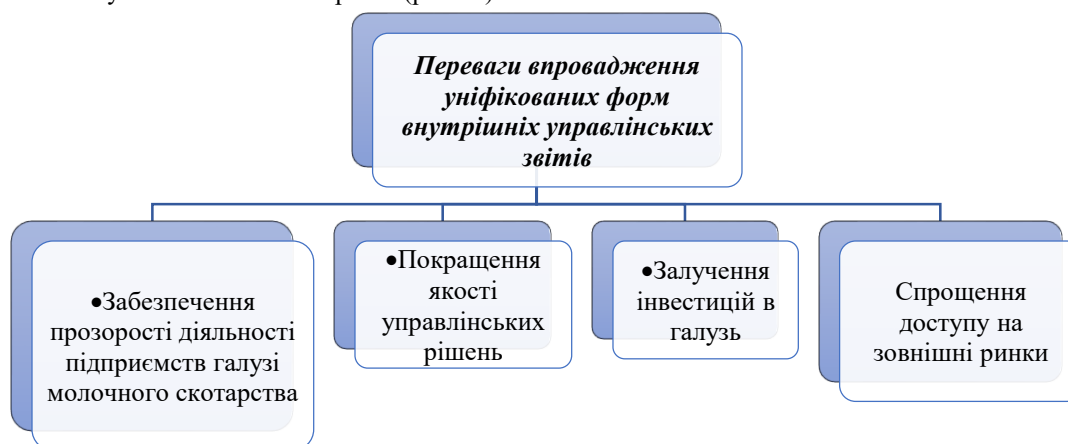 Переваги впровадження
уніфікованих форм
внутрішніх управлінських
звітів
•Забезпечення
прозорості діяльності
підприємств галузі
молочного скотарства
•Покращення
якості
управлінських
рішень
•Залучення
інвестицій в
галузь
Спрощення
доступу на
зовнішні ринки